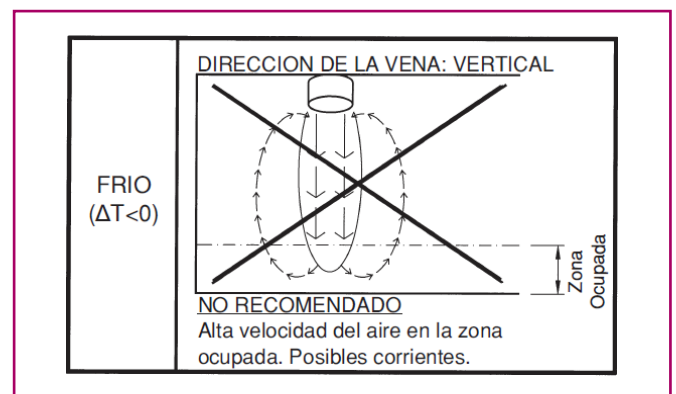 DIRECCION DE LA VENA: VERTICAL
FRIO
(ΔT<0)
Zona
Ocupada
NO RECOMENDADO
Alta velocidad del aire en la zona
ocupada. Posibles corrientes.